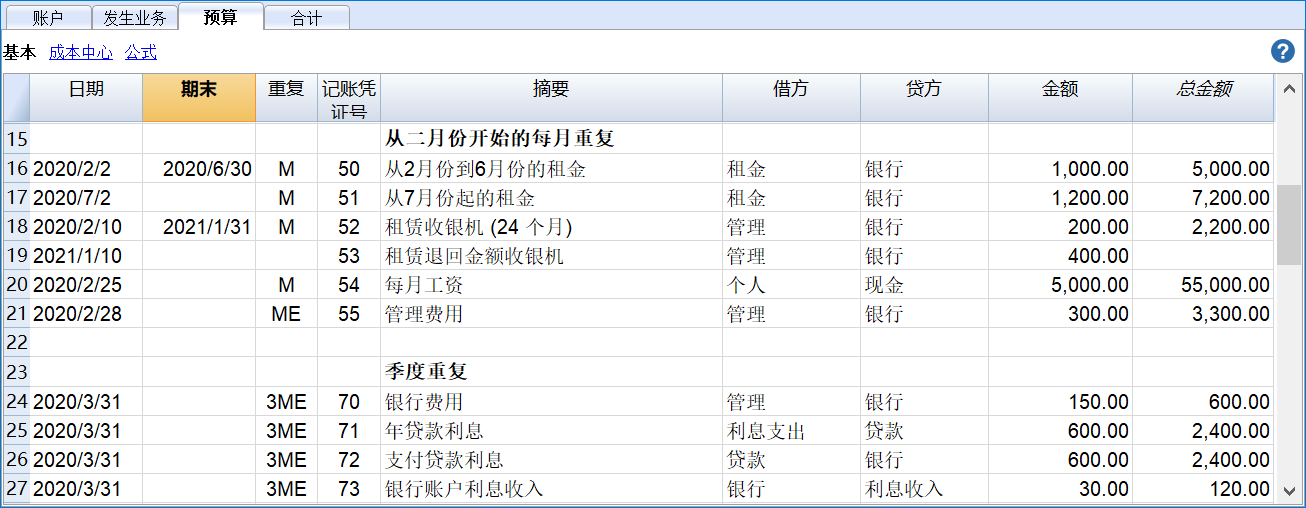 账户 发生业务 预算 合计
基本 成本中心 公式 ?
日期 期末 重复 记账凭证号 摘要 借方 贷方 金额 总金额
15 从二月份开始的每月重复
16 2020/2/2 2020/6/30 M 50 从2月份到6月份的租金 租金 银行 1,000.00 5,000.00
17 2020/7/2 M 51 从7月份起的租金 租金 银行 1,200.00 7,200.00
18 2020/2/10 2021/1/31 M 52 租赁收银机 (24 个月) 管理 银行 200.00 2,200.00
19 2021/1/10 53 租赁退回金额收银机 管理 银行 400.00
20 2020/2/25 M 54 每月工资 个人 现金 5,000.00 55,000.00
21 2020/2/28 ME 55 管理费用 管理 银行 300.00 3,300.00
22
23 季度重复
24 2020/3/31 3ME 70 银行费用 管理 银行 150.00 600.00
25 2020/3/31 3ME 71 年贷款利息 利息支出 贷款 600.00 2,400.00
26 2020/3/31 3ME 72 支付贷款利息 贷款 银行 600.00 2,400.00
27 2020/3/31 3ME 73 银行账户利息收入 银行 利息收入 30.00 120.00